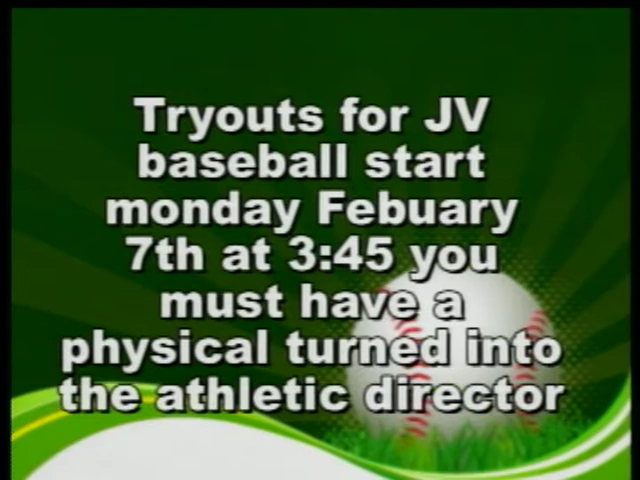 Tryouts for JV
baseball start
monday Febuary
7th at 3:45 you
must have a
physical turned into
the athletic director